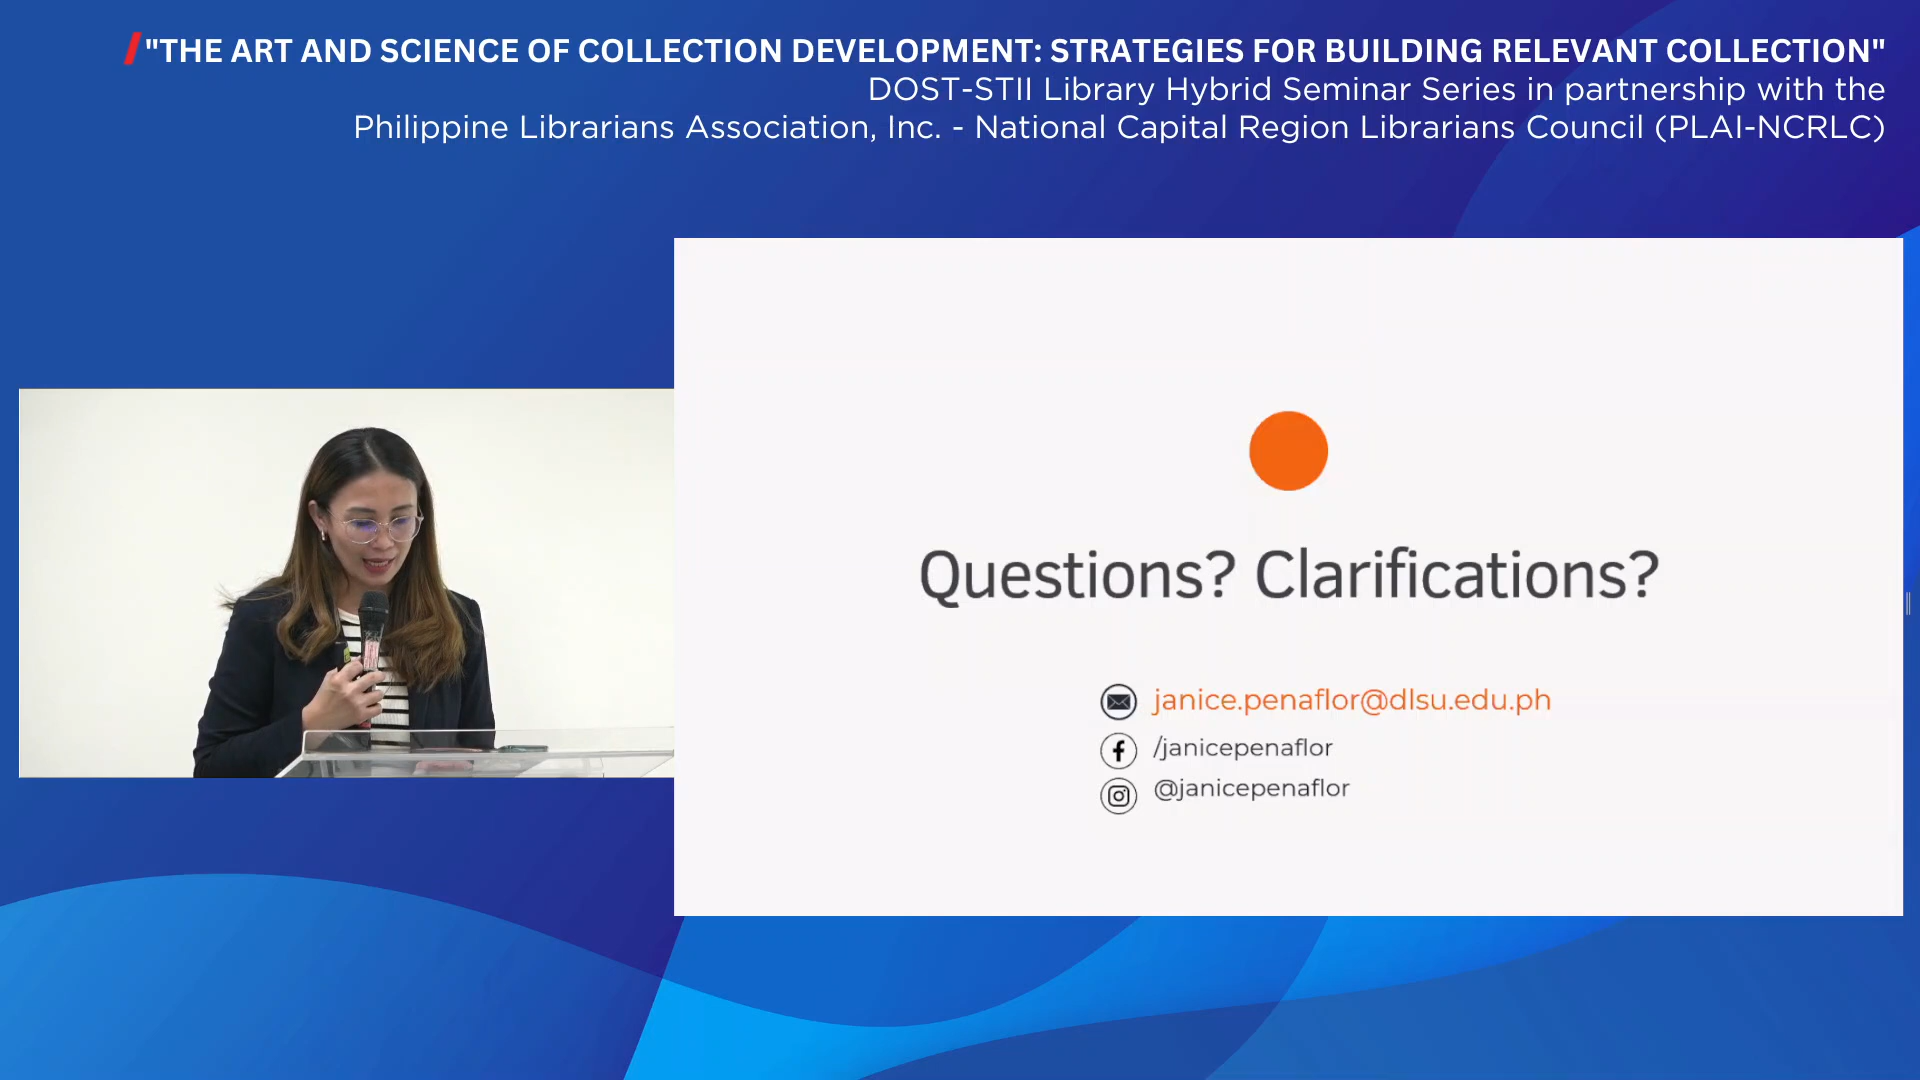 "THE ART AND SCIENCE OF COLLECTION DEVELOPMENT: STRATEGIES FOR BUILDING RELEVANT COLLECTION"
DOST-STII Library Hybrid Seminar Series in partnership with the
Philippine Librarians Association, Inc. - National Capital Region Librarians Council (PLAI-NCRLC)
Questions? Clarifications?
janice.penaflor@dlsu.edu.ph
/janicepenaflor
@janicepenaflor